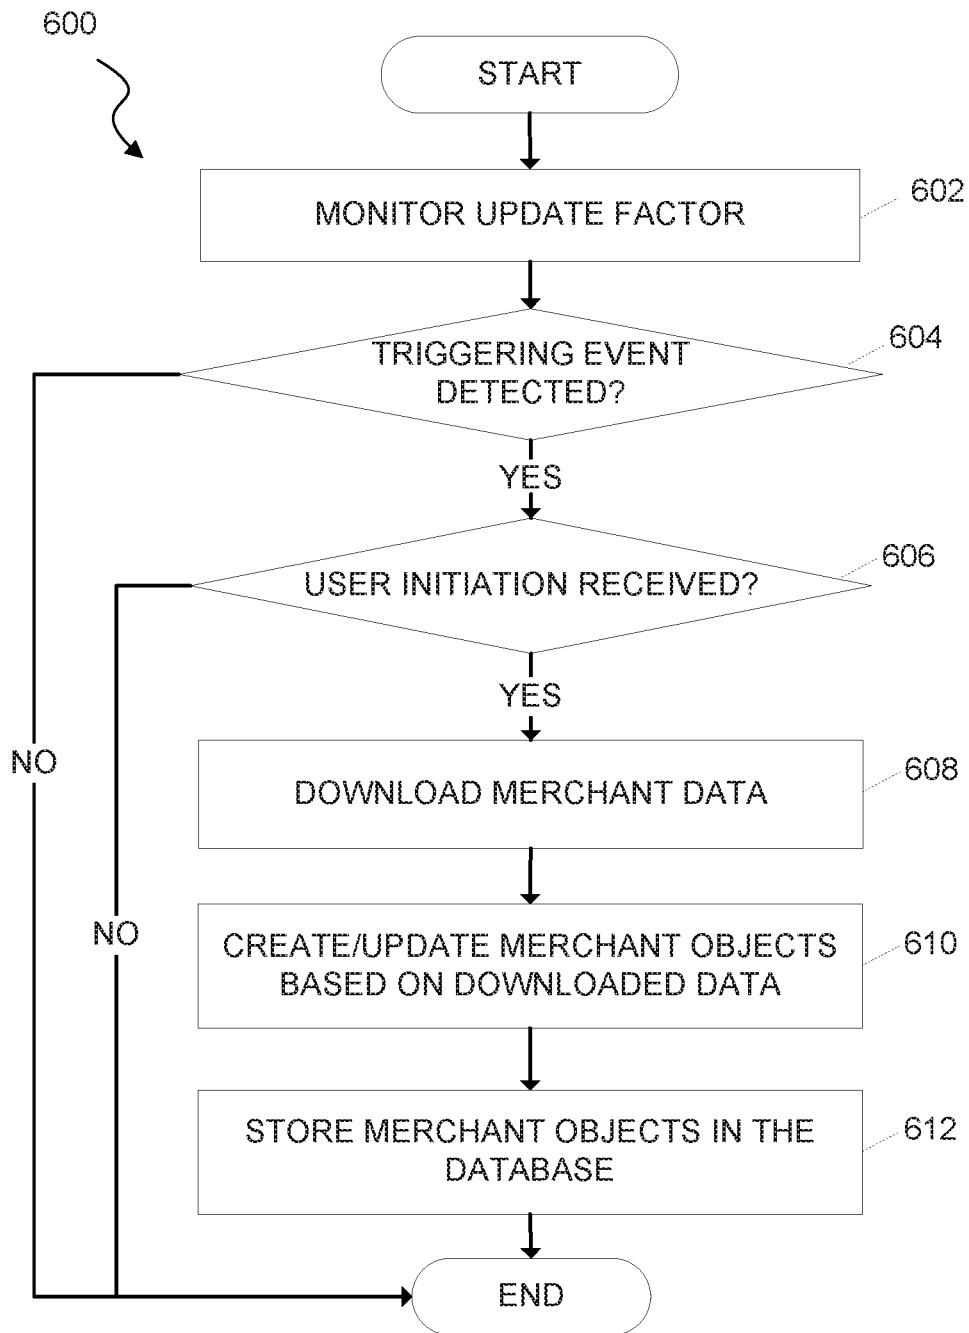 600
START
MONITOR UPDATE FACTOR
602
TRIGGERING EVENT
DETECTED?
604
YES
USER INITIATION RECEIVED?
606
YES
NO
DOWNLOAD MERCHANT DATA
608
NO
CREATE/UPDATE MERCHANT OBJECTS
BASED ON DOWNLOADED DATA
610
STORE MERCHANT OBJECTS IN THE
DATABASE
612
END